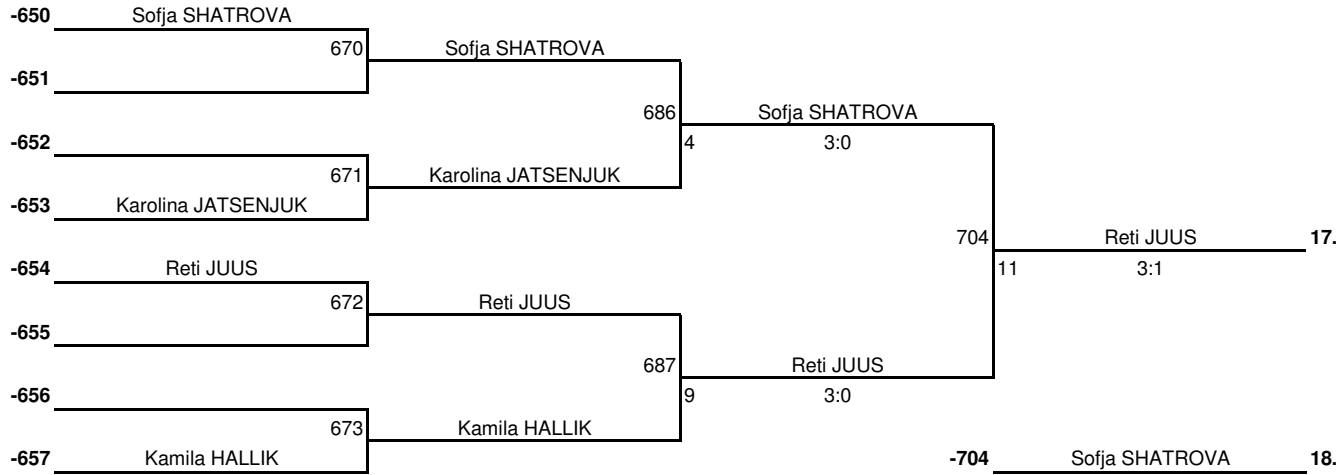 -650 Sofja SHATROVA
670 Sofja SHATROVA
-651
686 Sofja SHATROVA
-652 4 3:0
671 Karolina JATSENJUK
-653 Karolina JATSENJUK
704 Reti JUUS 17.
-654 Reti JUUS 11 3:1
672 Reti JUUS
-655
687 Reti JUUS
-656 9 3:0
673 Kamila HALLIK
-657 Kamila HALLIK -704 Sofja SHATROVA 18.